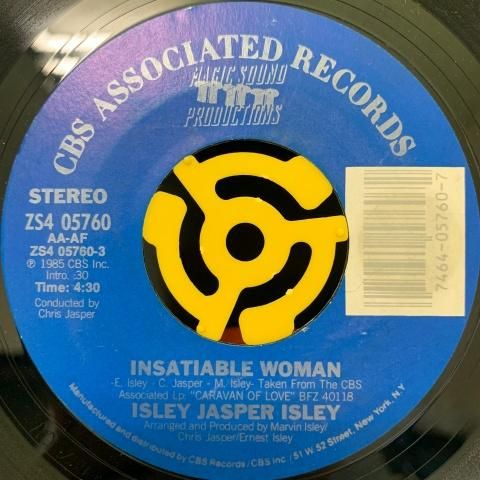 CBS ASSOCIATED RECORDS
MAGIC SOUND
PRODUCTIONS
STEREO
ZS4 05760
AA-AF
ZS4 05760-3
℗ 1985 CBS Inc.
Intro. :30
Time: 4:30
Conducted by
Chris Jasper
7464-05760-7
INSATIABLE WOMAN
-E. Isley - C. Jasper - M. Isley- Taken From The CBS
Associated Lp: "CARAVAN OF LOVE" BFZ 40118
ISLEY JASPER ISLEY
Arranged and Produced by Marvin Isley/
Chris Jasper/Ernest Isley
Manufactured and distributed by CBS Records / CBS Inc / 51 W 52 Street, New York, N.Y.